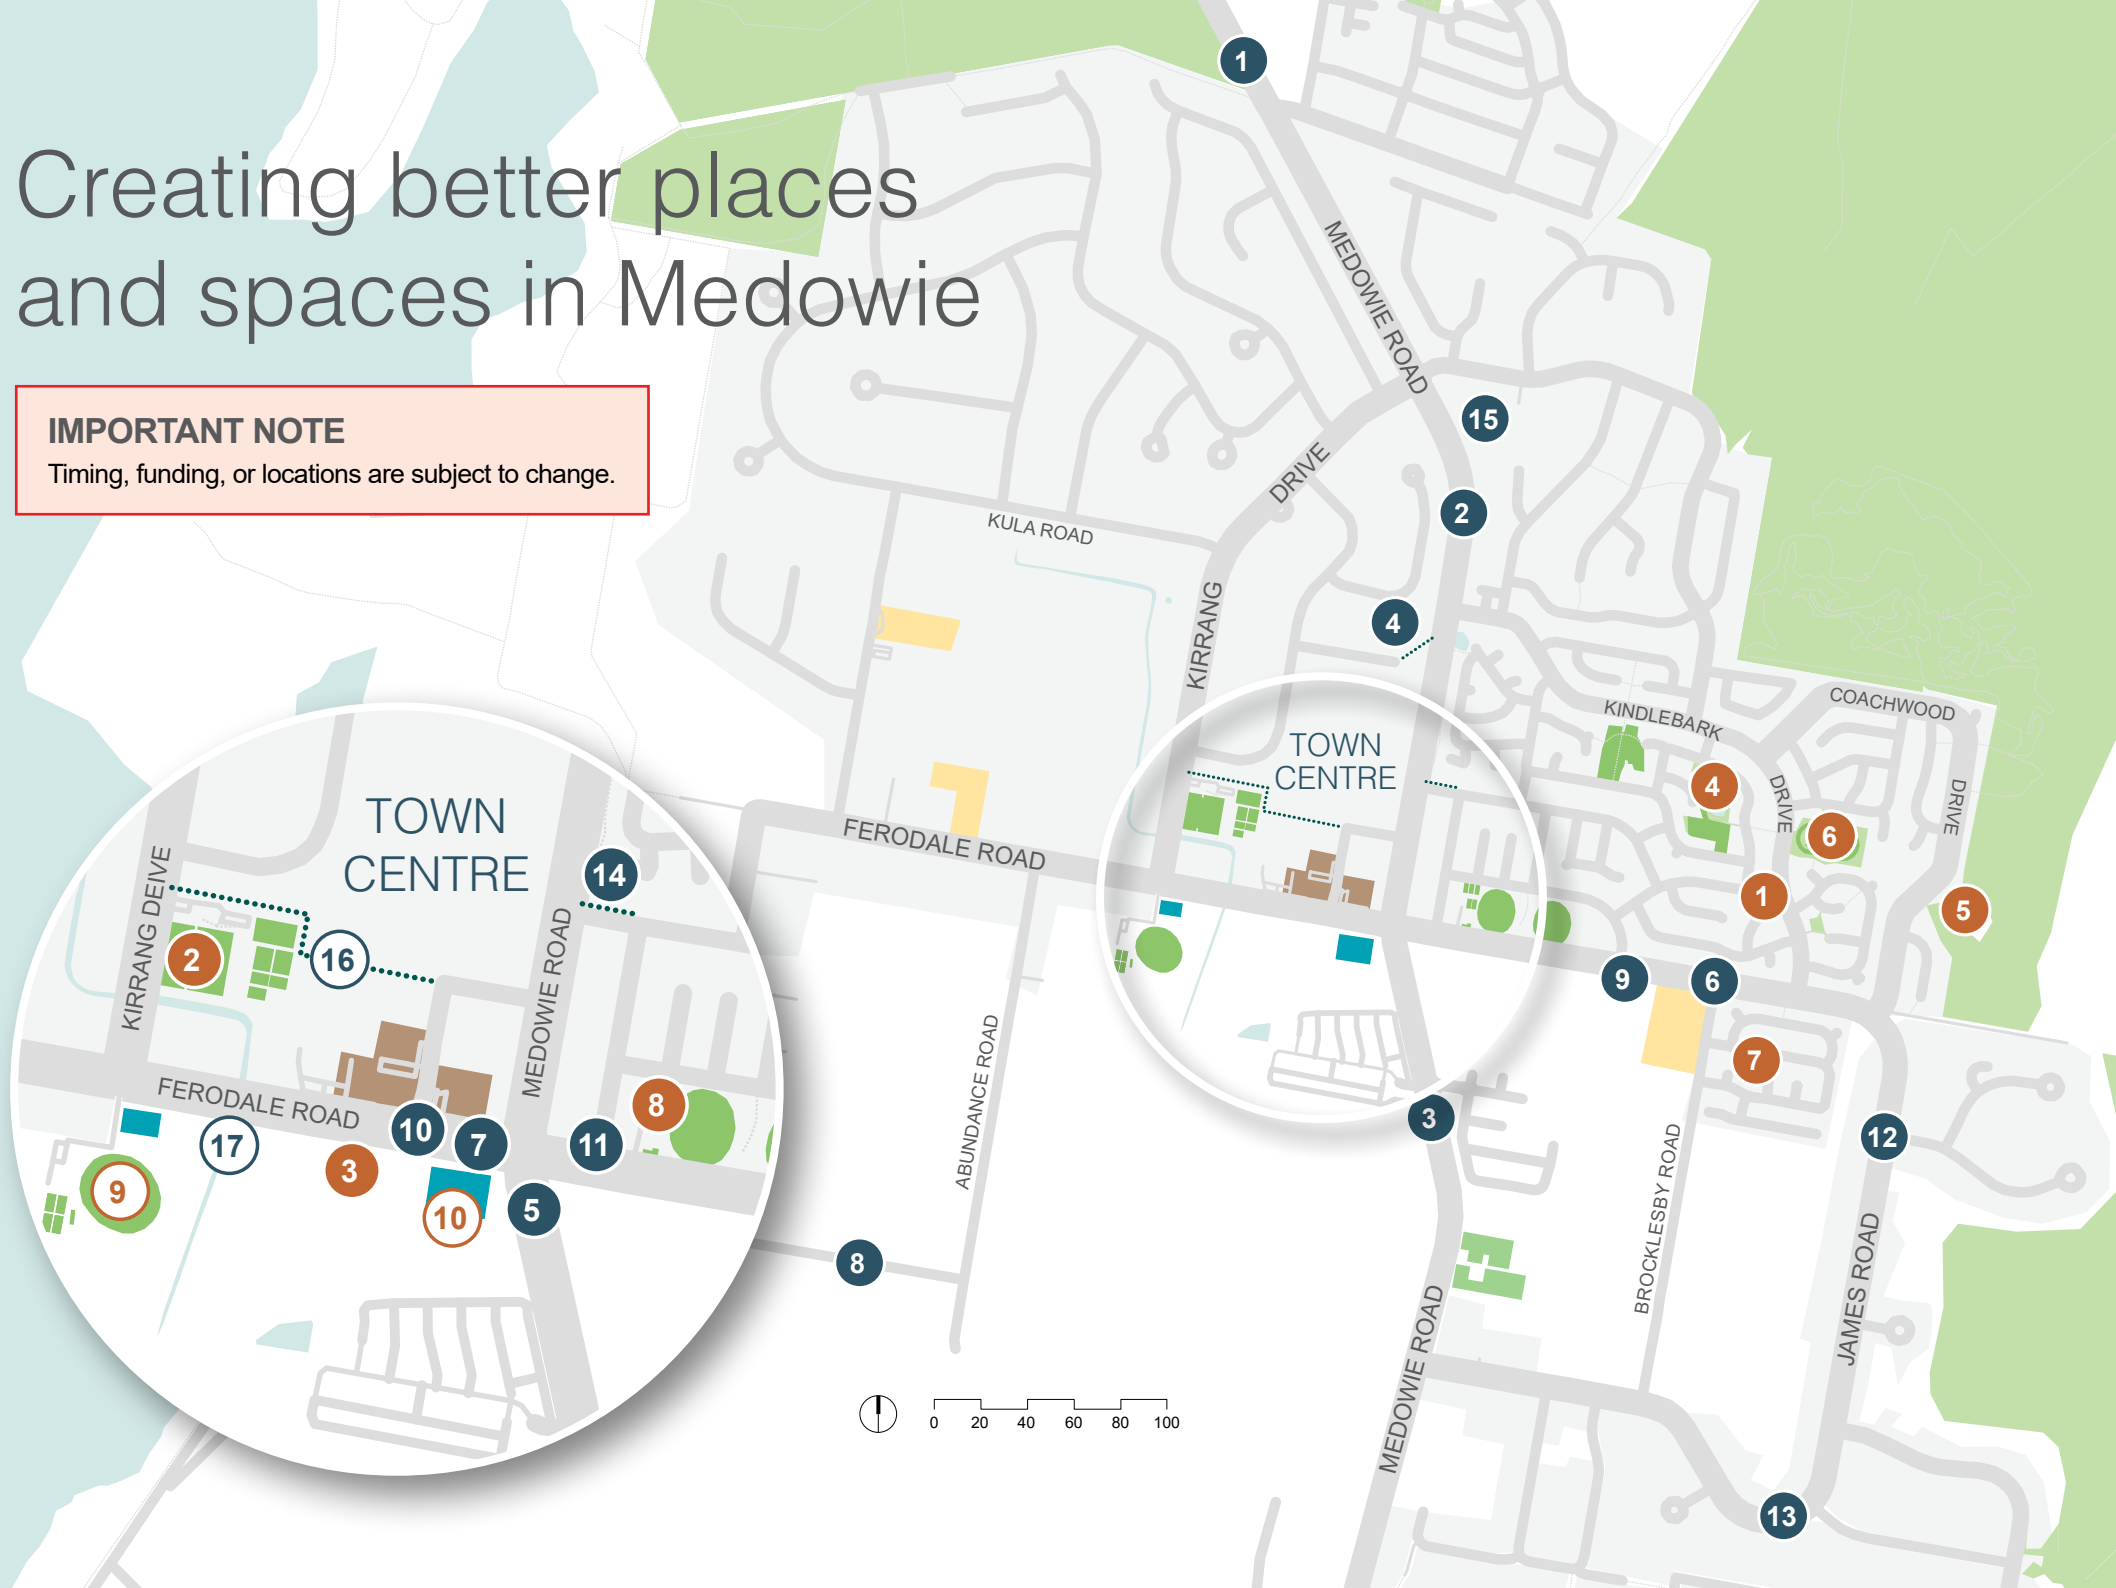 Creating better places
and spaces in Medowie
IMPORTANT NOTE
Timing, funding, or locations are subject to change.
1
MEDOWIE ROAD
15
DRIVE
2
KULA ROAD
KIRRANG
4
TOWN
CENTRE
KINDLEBARK
COACHWOOD
4
DRIVE
DRIVE
6
1
5
FERODALE ROAD
9
6
7
3
12
ABUNDANCE ROAD
BROCKLESBY ROAD
JAMES ROAD
8
MEDOWIE ROAD
13
TOWN
CENTRE
14
KIRRANG DEIVE
2
16
MEDOWIE ROAD
FERODALE ROAD
8
10
7
11
17
3
9
10
5
0 20 40 60 80 100